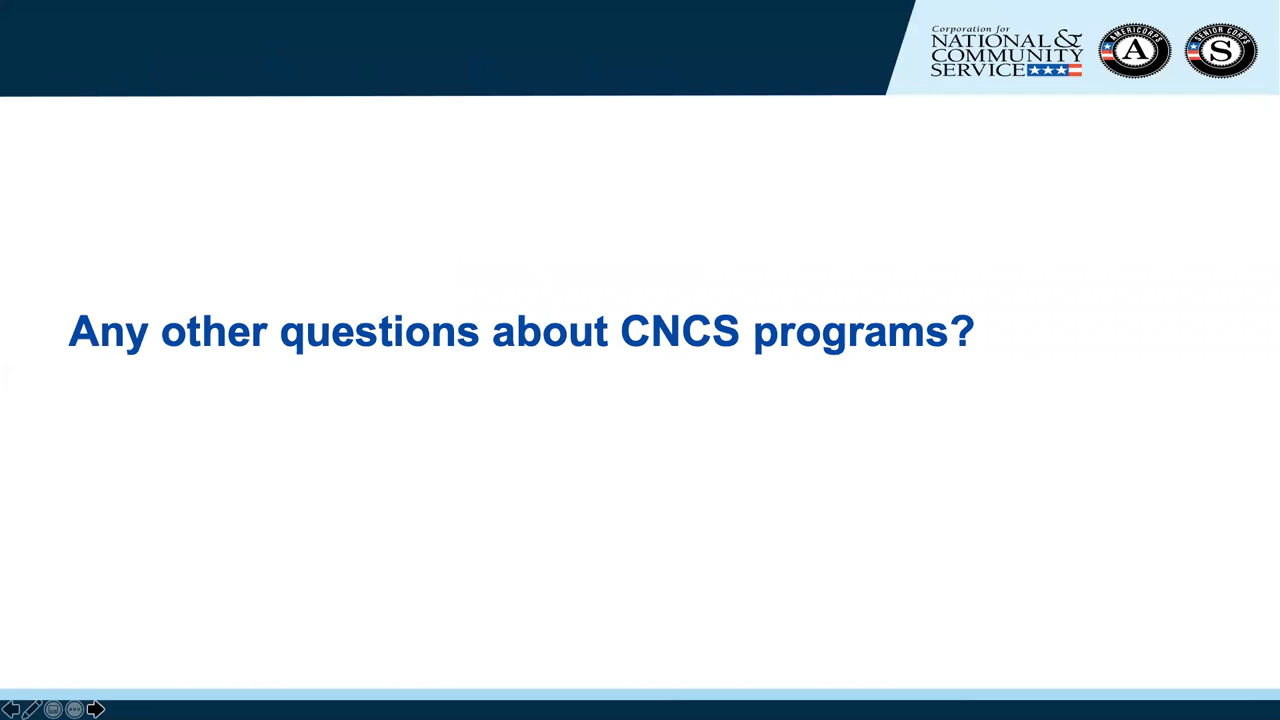 Corporation for
NATIONAL &
COMMUNITY
SERVICE
AMERICORPS
A
SENIOR CORPS
S
Any other questions about CNCS programs?